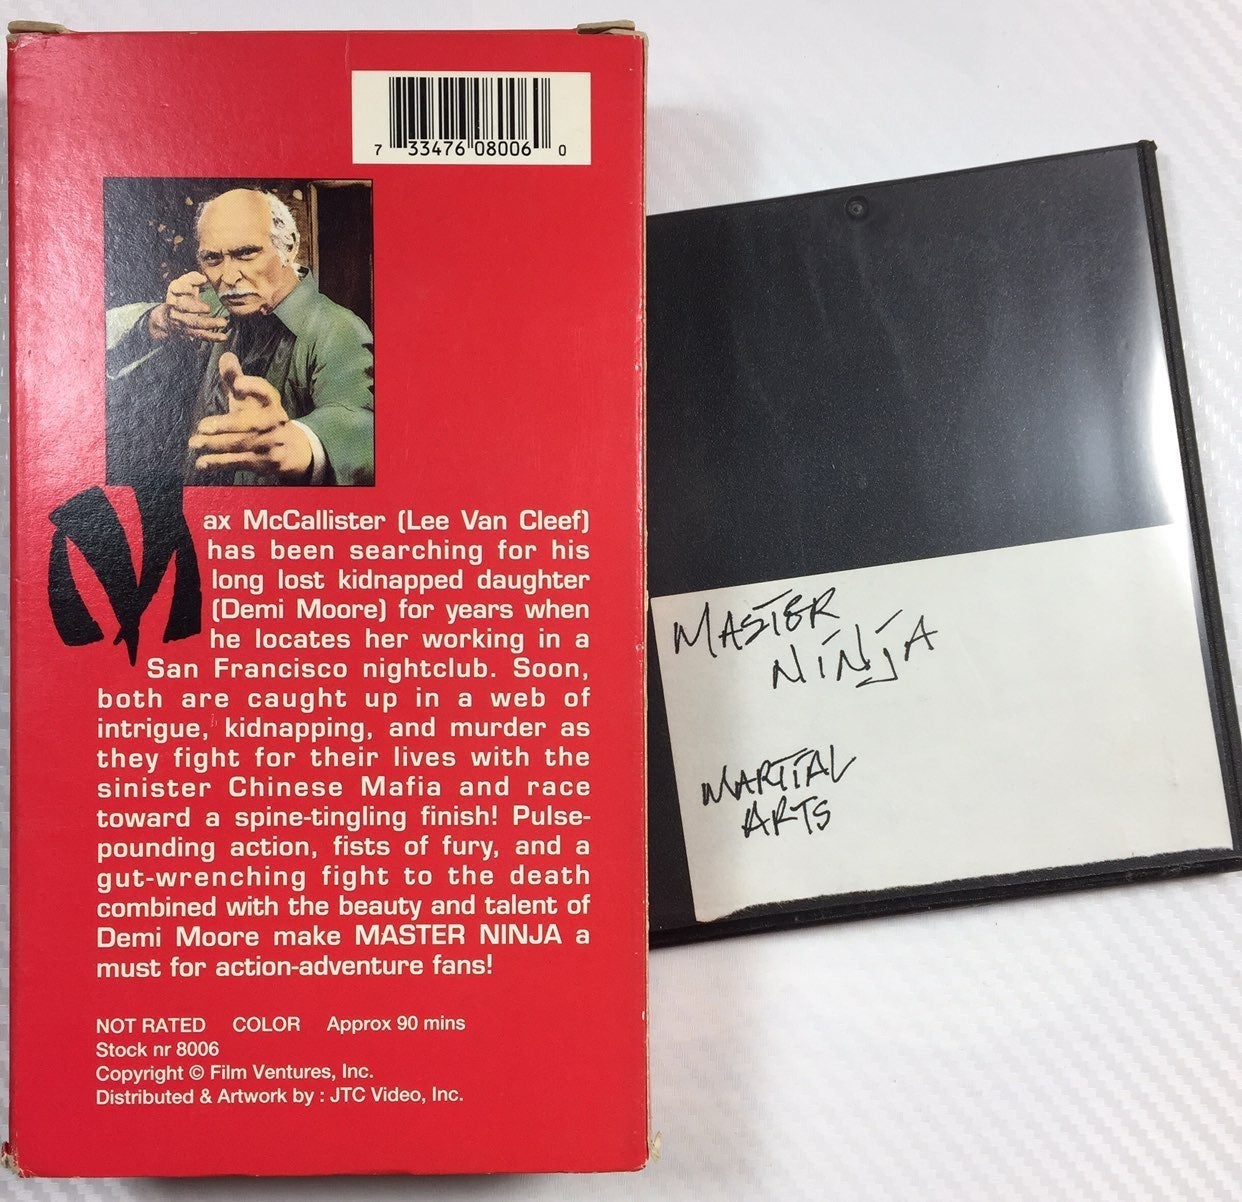 7 33476 08006 0
Max McCallister (Lee Van Cleef)
has been searching for his
long lost kidnapped daughter
(Demi Moore) for years when
he locates her working in a
San Francisco nightclub. Soon,
both are caught up in a web of
intrigue, kidnapping, and murder as
they fight for their lives with the
sinister Chinese Mafia and race
toward a spine-tingling finish! Pulse-
pounding action, fists of fury, and a
gut-wrenching fight to the death
combined with the beauty and talent of
Demi Moore make MASTER NINJA a
must for action-adventure fans!
NOT RATED COLOR Approx 90 mins
Stock nr 8006
Copyright © Film Ventures, Inc.
Distributed & Artwork by : JTC Video, Inc.
MASTER
NINJA
MARTIAL
ARTS